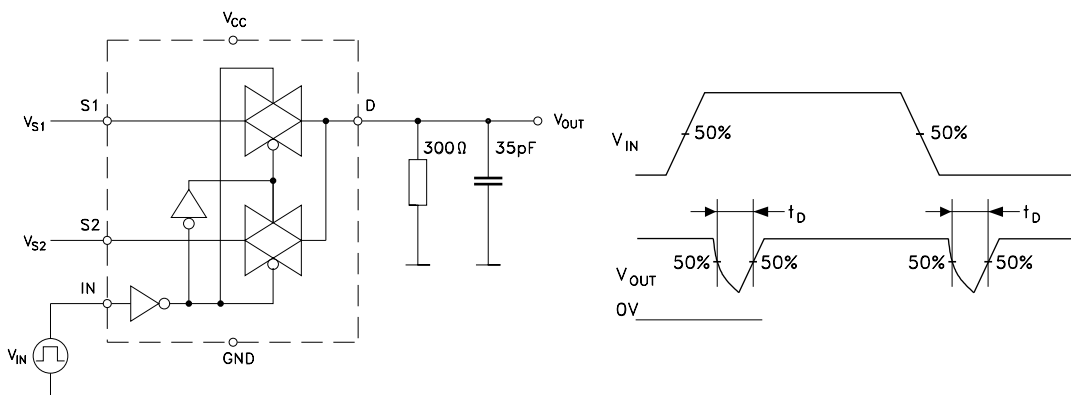 VCC
S1
D
VS1
VOUT
300Ω
35pF
S2
VS2
IN
VIN
GND
VIN
50%
50%
tD
tD
VOUT
50%
50%
50%
50%
0V